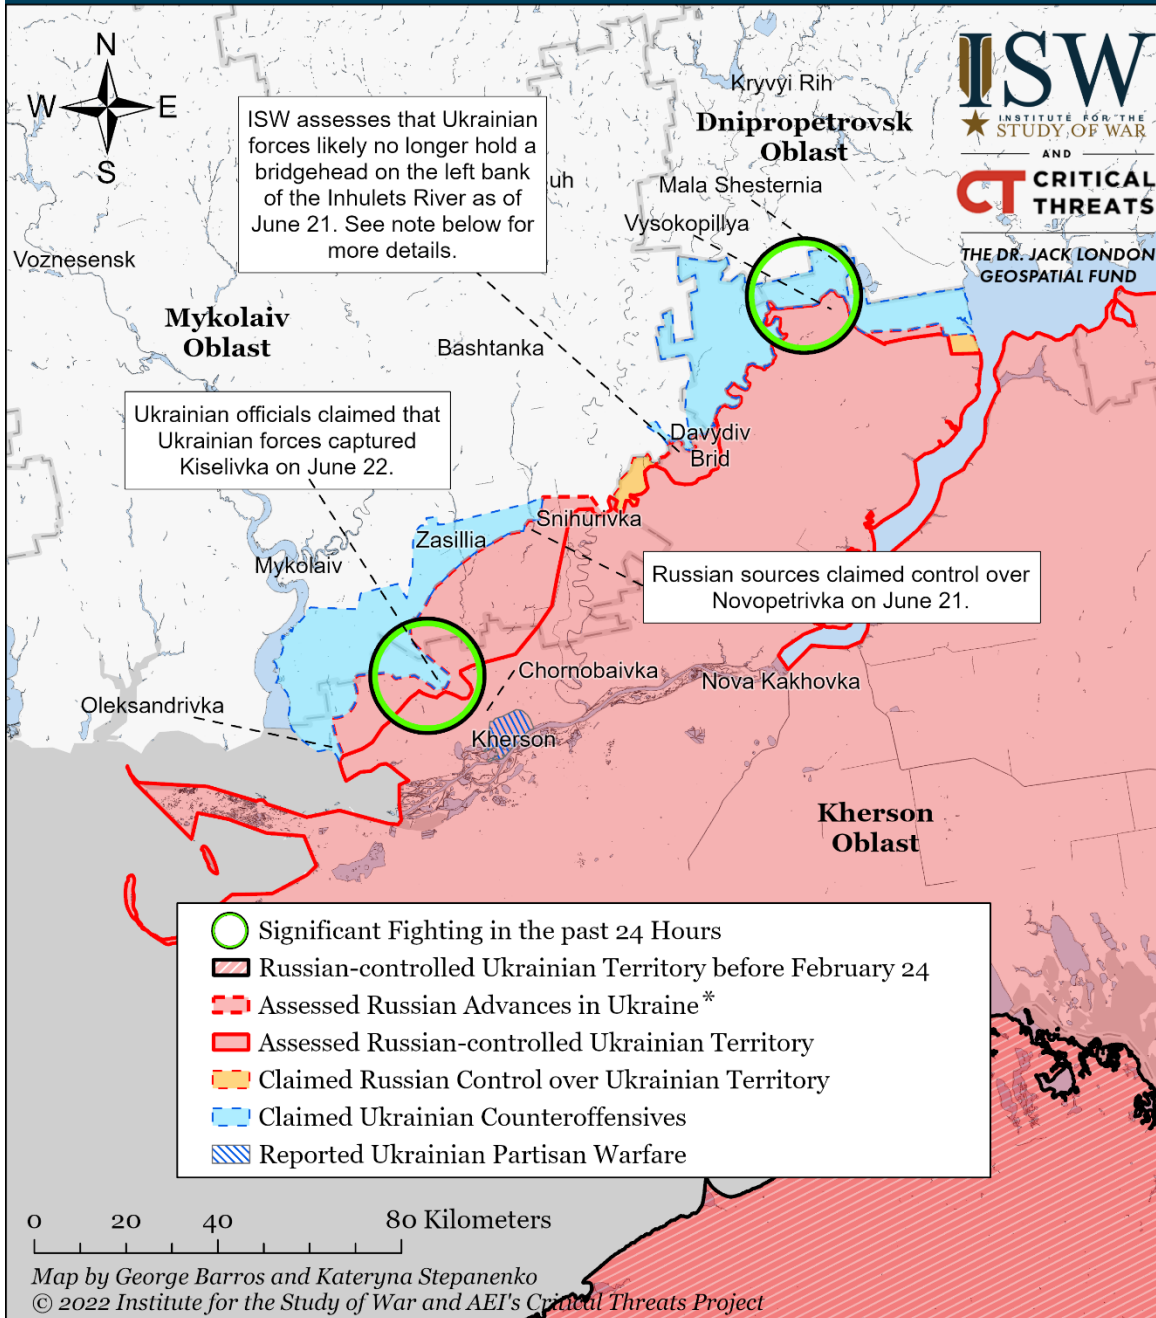 N
W E
S
ISW
INSTITUTE FOR THE
STUDY OF WAR
AND
CT CRITICAL
THREATS
THE DR. JACK LONDON
GEOSPATIAL FUND
ISW assesses that Ukrainian
forces likely no longer hold a
bridgehead on the left bank
of the Inhulets River as of
June 21. See note below for
more details.
Kryvyi Rih
Dnipropetrovsk
Oblast
uh
Mala Shesternia
Vysokopillya
Voznesensk
Mykolaiv
Oblast
Bashtanka
Ukrainian officials claimed that
Ukrainian forces captured
Kiselivka on June 22.
Davydiv
Brid
Snihurivka
Zasillia
Mykolaiv
Russian sources claimed control over
Novopetrivka on June 21.
Chornobaivka
Nova Kakhovka
Oleksandrivka
Kherson
Kherson
Oblast
Significant Fighting in the past 24 Hours
Russian-controlled Ukrainian Territory before February 24
Assessed Russian Advances in Ukraine*
Assessed Russian-controlled Ukrainian Territory
Claimed Russian Control over Ukrainian Territory
Claimed Ukrainian Counteroffensives
Reported Ukrainian Partisan Warfare
0 20 40 80 Kilometers
Map by George Barros and Kateryna Stepanenko
© 2022 Institute for the Study of War and AEI's Critical Threats Project